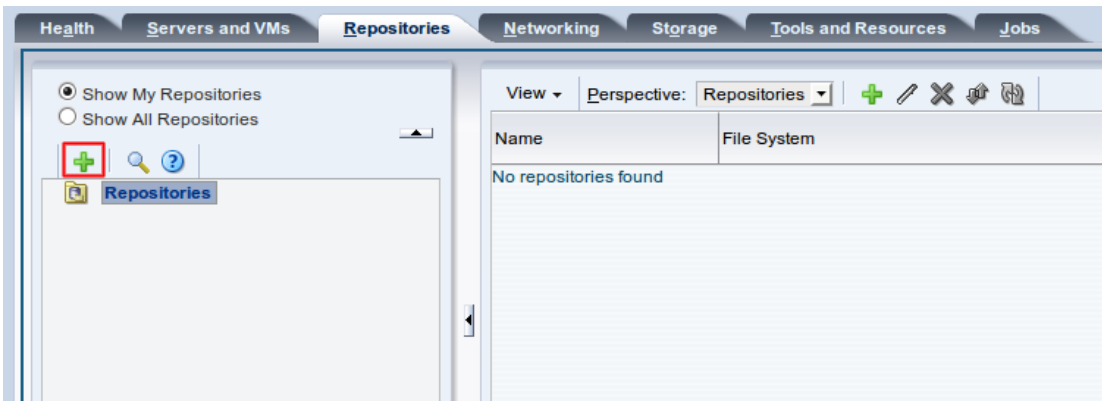 Health Servers and VMs Repositories Networking Storage Tools and Resources Jobs
Show My Repositories
Show All Repositories
Repositories
View Perspective: Repositories
Name File System
No repositories found